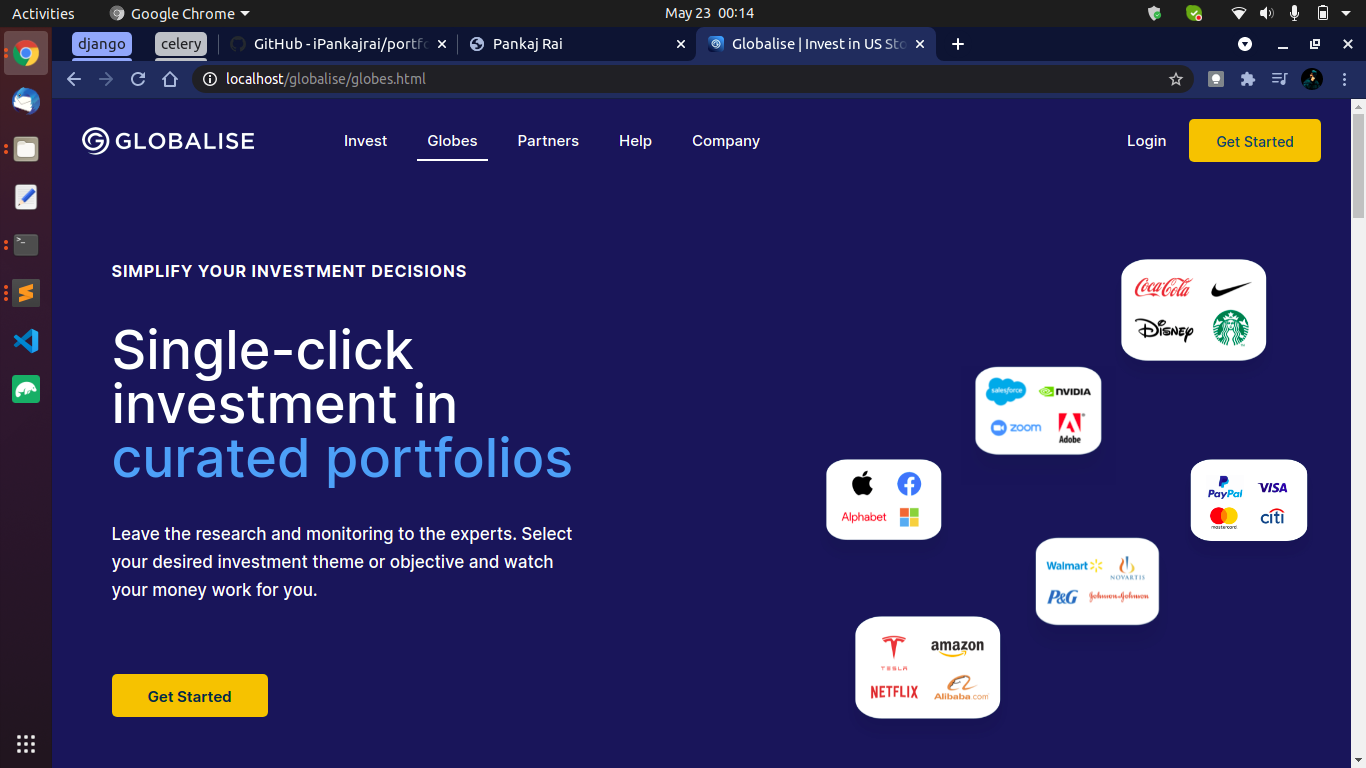 Activities
Google Chrome
May 23 00:14
django
celery
GitHub - iPankajrai/portfo
Pankaj Rai
Globalise | Invest in US Sto
localhost/globalise/globes.html
GLOBALISE
Invest
Globes
Partners
Help
Company
Login
Get Started
SIMPLIFY YOUR INVESTMENT DECISIONS
Single-click
investment in
curated portfolios
Leave the research and monitoring to the experts. Select
your desired investment theme or objective and watch
your money work for you.
Get Started
Coca-Cola
Disney
salesforce
NVIDIA
zoom
Adobe
Alphabet
PayPal
VISA
mastercard
citi
Walmart
NOVARTIS
P&G
Johnson&Johnson
TESLA
amazon
NETFLIX
Alibaba.com